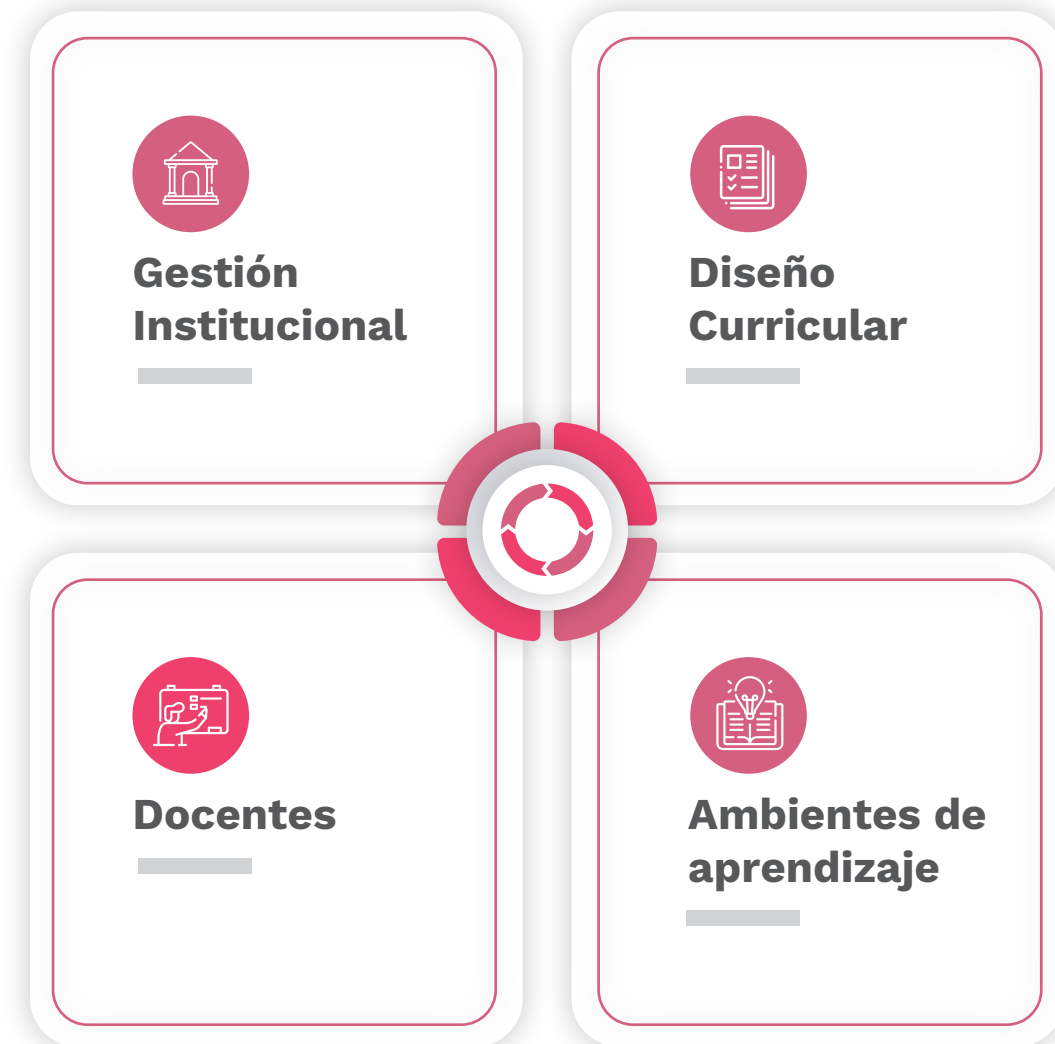 Gestión
Institucional
Diseño
Curricular
Docentes
Ambientes de
aprendizaje